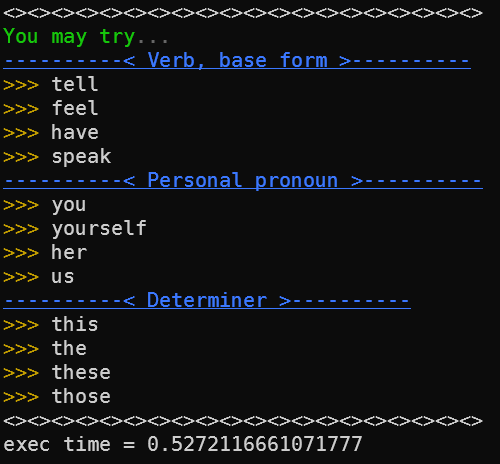 <><><><><><><><><><><><><><><><><><><><>
You may try...
----------< Verb, base form >----------
>>> tell
>>> feel
>>> have
>>> speak
----------< Personal pronoun >----------
>>> you
>>> yourself
>>> her
>>> us
----------< Determiner >----------
>>> this
>>> the
>>> these
>>> those
<><><><><><><><><><><><><><><><><><><><>
exec time = 0.5272116661071777